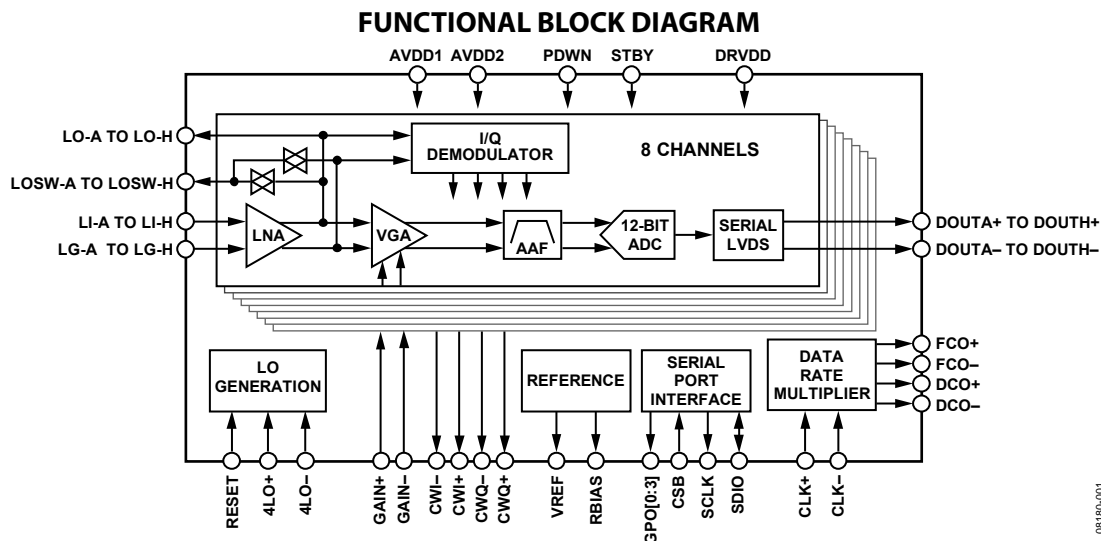 FUNCTIONAL BLOCK DIAGRAM
AVDD1 AVDD2 PDWN STBY DRVDD
LO-A TO LO-H
LOSW-A TO LOSW-H
LI-A TO LI-H
LG-A TO LG-H
I/Q
DEMODULATOR
8 CHANNELS
LNA
VGA
AAF
12-BIT
ADC
SERIAL
LVDS
DOUTA+ TO DOUTH+
DOUTA– TO DOUTH–
LO
GENERATION
REFERENCE
SERIAL
PORT
INTERFACE
DATA
RATE
MULTIPLIER
FCO+
FCO–
DCO+
DCO–
RESET
4LO+
4LO–
GAIN+
GAIN–
CWI–
CWI+
CWQ–
CWQ+
VREF
RBIAS
GPO[0:3]
CSB
SCLK
SDIO
CLK+
CLK–
08180-001